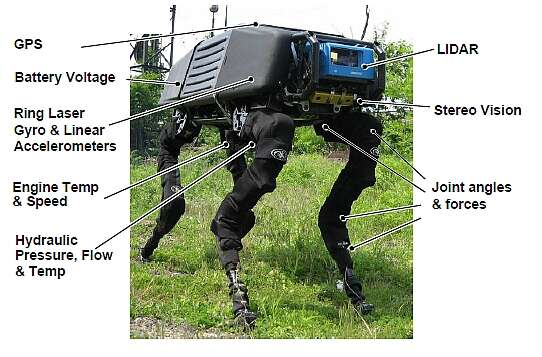 GPS
Battery Voltage
Ring Laser
Gyro & Linear
Accelerometers
Engine Temp
& Speed
Hydraulic
Pressure, Flow
& Temp
LIDAR
Stereo Vision
Joint angles
& forces